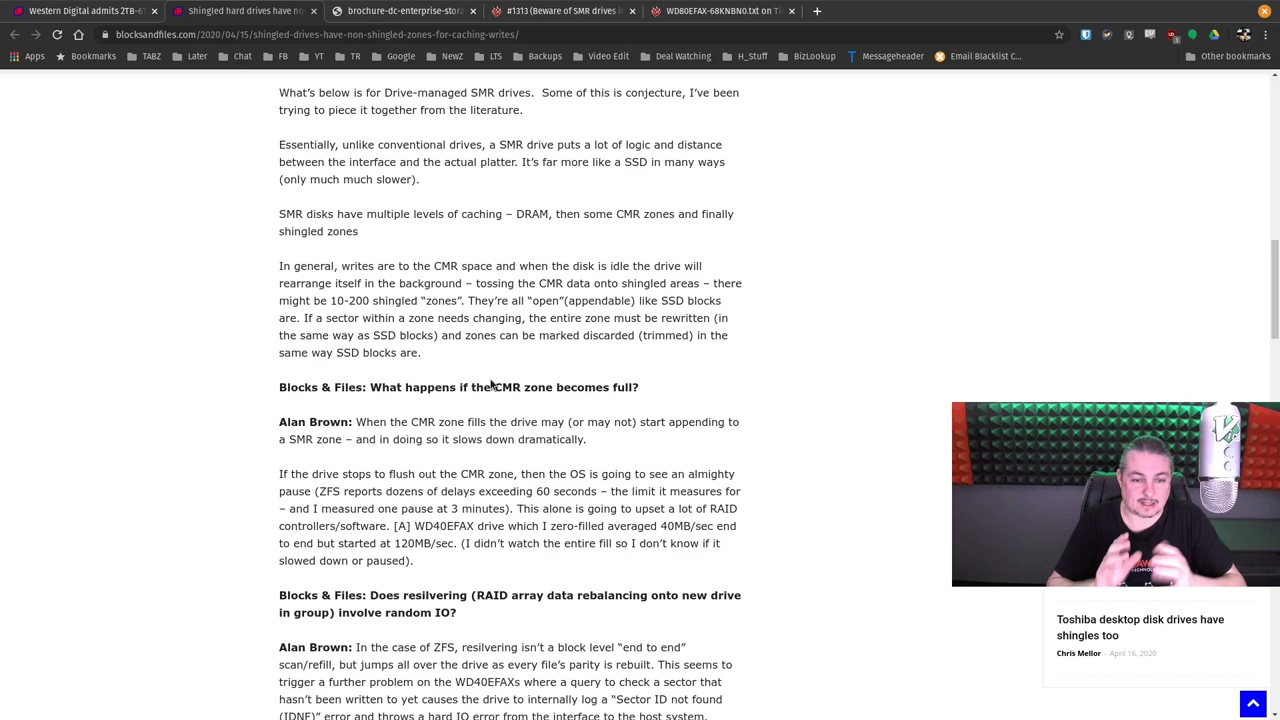 Western Digital admits 2TB-6T
Shingled hard drives have no
brochure-dc-enterprise-stora
#1313 (Beware of SMR drives i
WD80EFAX-68KNBN0.txt on Ti
blocksandfiles.com/2020/04/15/shingled-drives-have-non-shingled-zones-for-caching-writes/
Apps Bookmarks TABZ Later Chat FB YT TR Google NewZ LTS Backups Video Edit Deal Watching H_Stuff BizLookup Messageheader Email Blacklist C... Other bookmarks
What's below is for Drive-managed SMR drives. Some of this is conjecture, I've been
trying to piece it together from the literature.
Essentially, unlike conventional drives, a SMR drive puts a lot of logic and distance
between the interface and the actual platter. It's far more like a SSD in many ways
(only much much slower).
SMR disks have multiple levels of caching – DRAM, then some CMR zones and finally
shingled zones
In general, writes are to the CMR space and when the disk is idle the drive will
rearrange itself in the background – tossing the CMR data onto shingled areas – there
might be 10-200 shingled “zones”. They're all “open”(appendable) like SSD blocks
are. If a sector within a zone needs changing, the entire zone must be rewritten (in
the same way as SSD blocks) and zones can be marked discarded (trimmed) in the
same way SSD blocks are.
Blocks & Files: What happens if the CMR zone becomes full?
Alan Brown: When the CMR zone fills the drive may (or may not) start appending to
a SMR zone – and in doing so it slows down dramatically.
If the drive stops to flush out the CMR zone, then the OS is going to see an almighty
pause (ZFS reports dozens of delays exceeding 60 seconds – the limit it measures for
– and I measured one pause at 3 minutes). This alone is going to upset a lot of RAID
controllers/software. [A] WD40EFAX drive which I zero-filled averaged 40MB/sec end
to end but started at 120MB/sec. (I didn't watch the entire fill so I don't know if it
slowed down or paused).
Blocks & Files: Does resilvering (RAID array data rebalancing onto new drive
in group) involve random IO?
Alan Brown: In the case of ZFS, resilvering isn't a block level “end to end”
scan/refill, but jumps all over the drive as every file's parity is rebuilt. This seems to
trigger a further problem on the WD40EFAXs where a query to check a sector that
hasn't been written to yet causes the drive to internally log a “Sector ID not found
(IDNF)” error and throws a hard IO error from the interface to the host system.
Toshiba desktop disk drives have
shingles too
Chris Mellor - April 16, 2020